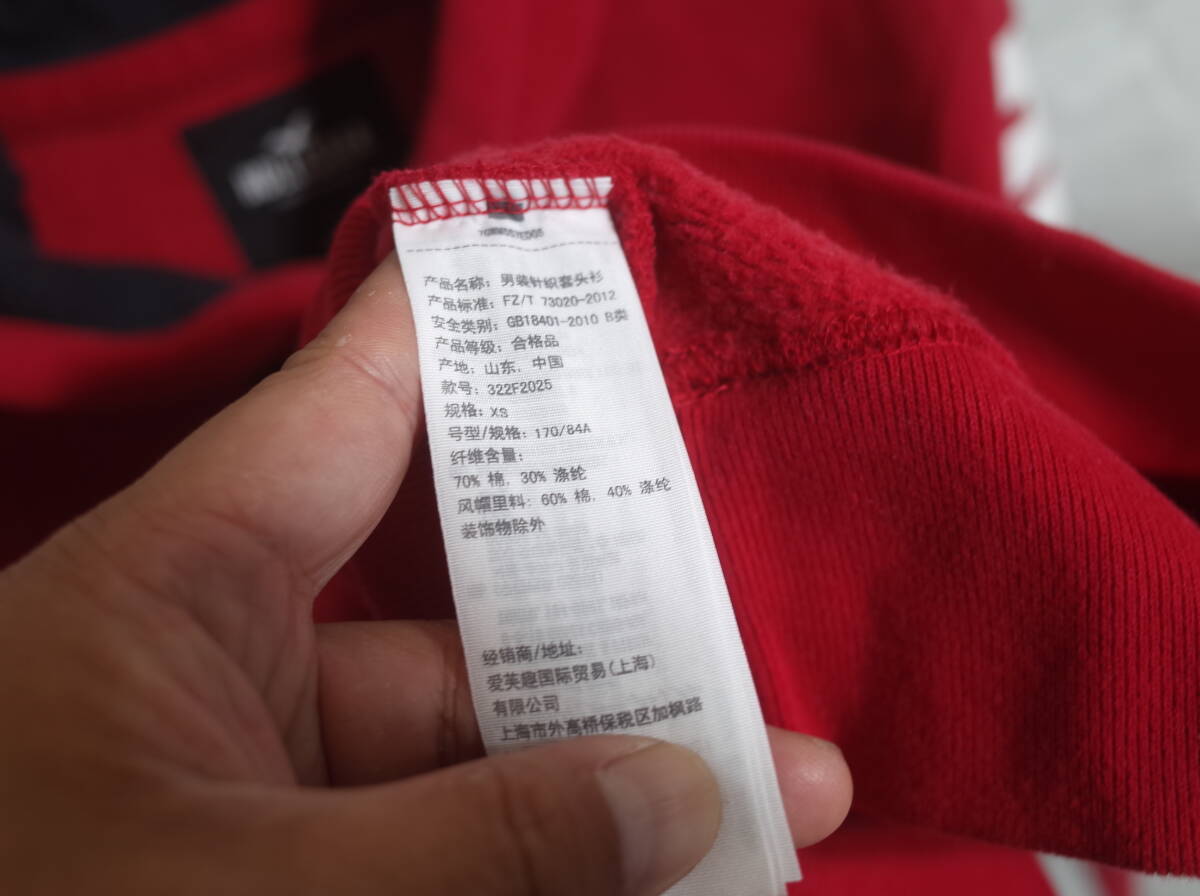 产品名称：男装针织套头衫
产品标准：FZ/T 73020-2012
安全类别：GB18401-2010 B类
产品等级：合格品
产地：山东，中国
款号：322F2025
规格：XS
号型/规格：170/84A
纤维含量：
70% 棉，30% 涤纶
风帽里料：60% 棉，40% 涤纶
装饰物除外
经销商/地址：
爱芙趣国际贸易(上海)
有限公司
上海市外高桥保税区加枫路